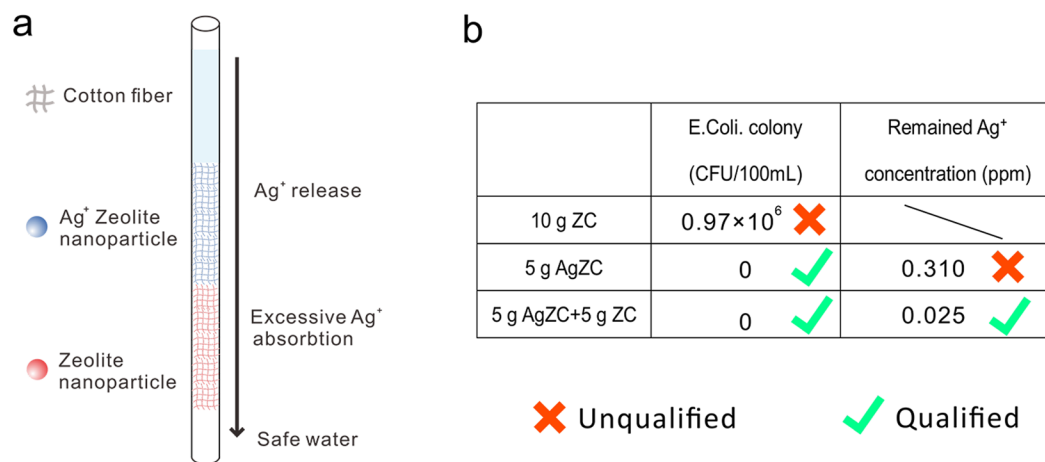 a
Cotton fiber
Ag⁺ Zeolite
nanoparticle
Zeolite
nanoparticle
Ag⁺ release
Excessive Ag⁺
absorbtion
Safe water
b
E.Coli. colony
(CFU/100mL)
Remained Ag⁺
concentration (ppm)
10 g ZC
0.97×10⁶
5 g AgZC
0
0.310
5 g AgZC+5 g ZC
0
0.025
Unqualified
Qualified